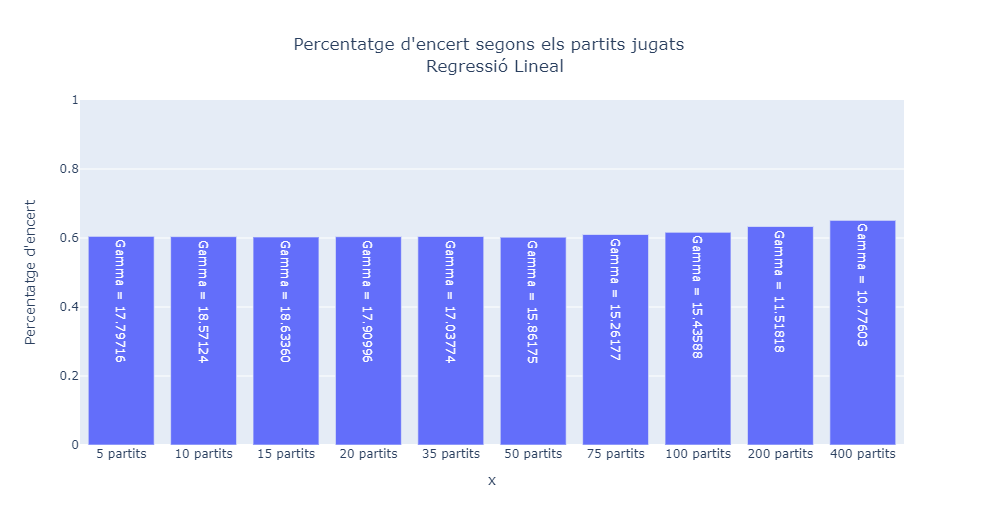 Percentatge d'encert segons els partits jugats
Regressió Lineal
Percentatge d'encert
1
0.8
0.6
0.4
0.2
0
Gamma = 17.79716
Gamma = 18.57124
Gamma = 18.63360
Gamma = 17.90996
Gamma = 17.03774
Gamma = 15.86175
Gamma = 15.26177
Gamma = 15.43588
Gamma = 11.51818
Gamma = 10.77603
5 partits
10 partits
15 partits
20 partits
35 partits
50 partits
75 partits
100 partits
200 partits
400 partits
x